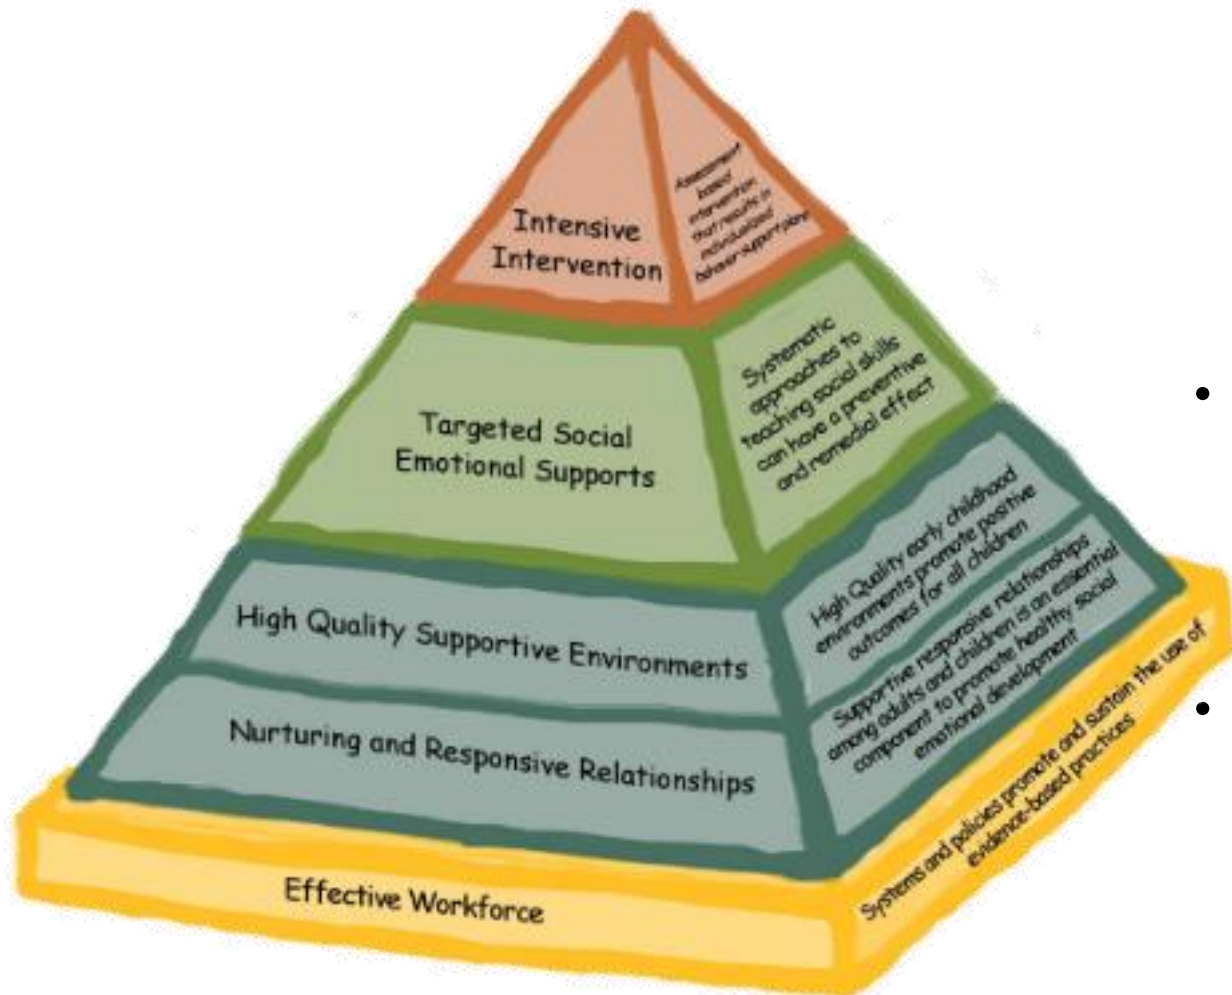 Intensive
Intervention
Assessment
based
intervention
that results in
individualized
behavior support plans
Targeted Social
Emotional Supports
Systematic
approaches to
teaching social skills
can have a preventive
and remedial effect
High Quality Supportive Environments
High Quality early childhood
environments promote positive
outcomes for all children
Nurturing and Responsive Relationships
Supportive responsive relationships
among adults and children is an essential
component to promote healthy social
emotional development
Effective Workforce
Systems and policies promote and sustain the use of
evidence-based practices